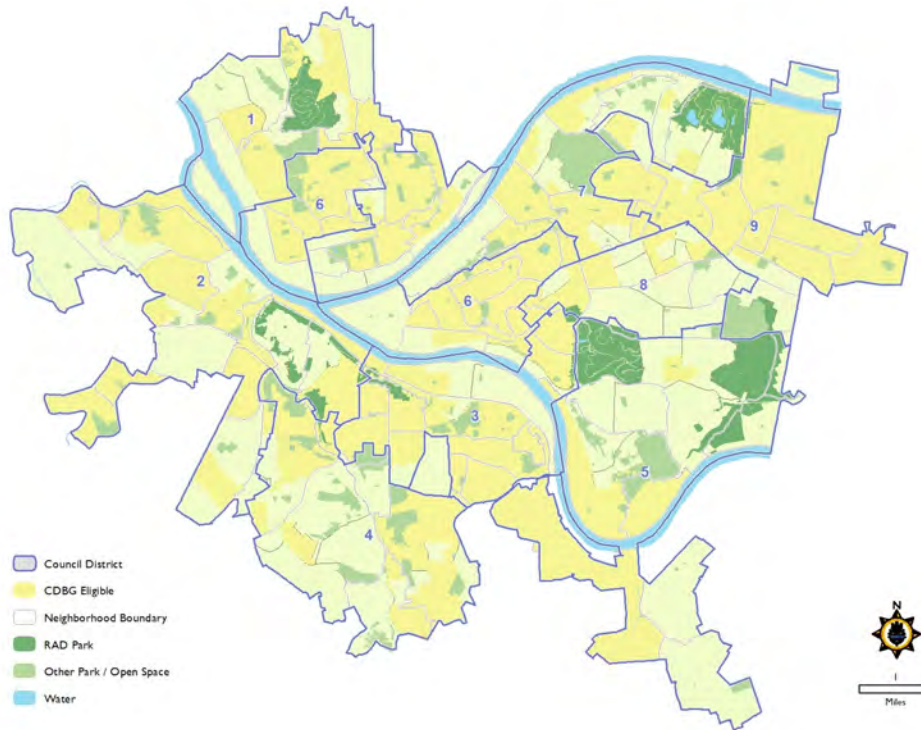 1
6
7
9
2
6
8
3
5
4
Council District
CDBG Eligible
Neighborhood Boundary
RAD Park
Other Park / Open Space
Water
N
1
Miles